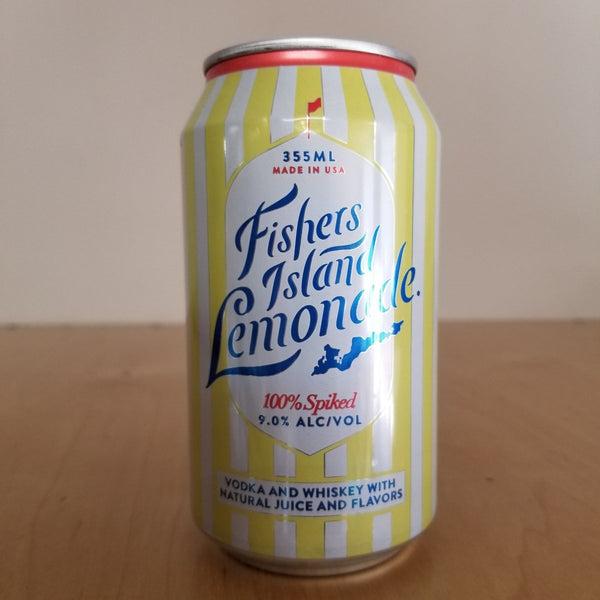 355ML
MADE IN USA
Fishers
Island
Lemonade.
100% Spiked
9.0% ALC/VOL
VODKA AND WHISKEY WITH
NATURAL JUICE AND FLAVORS